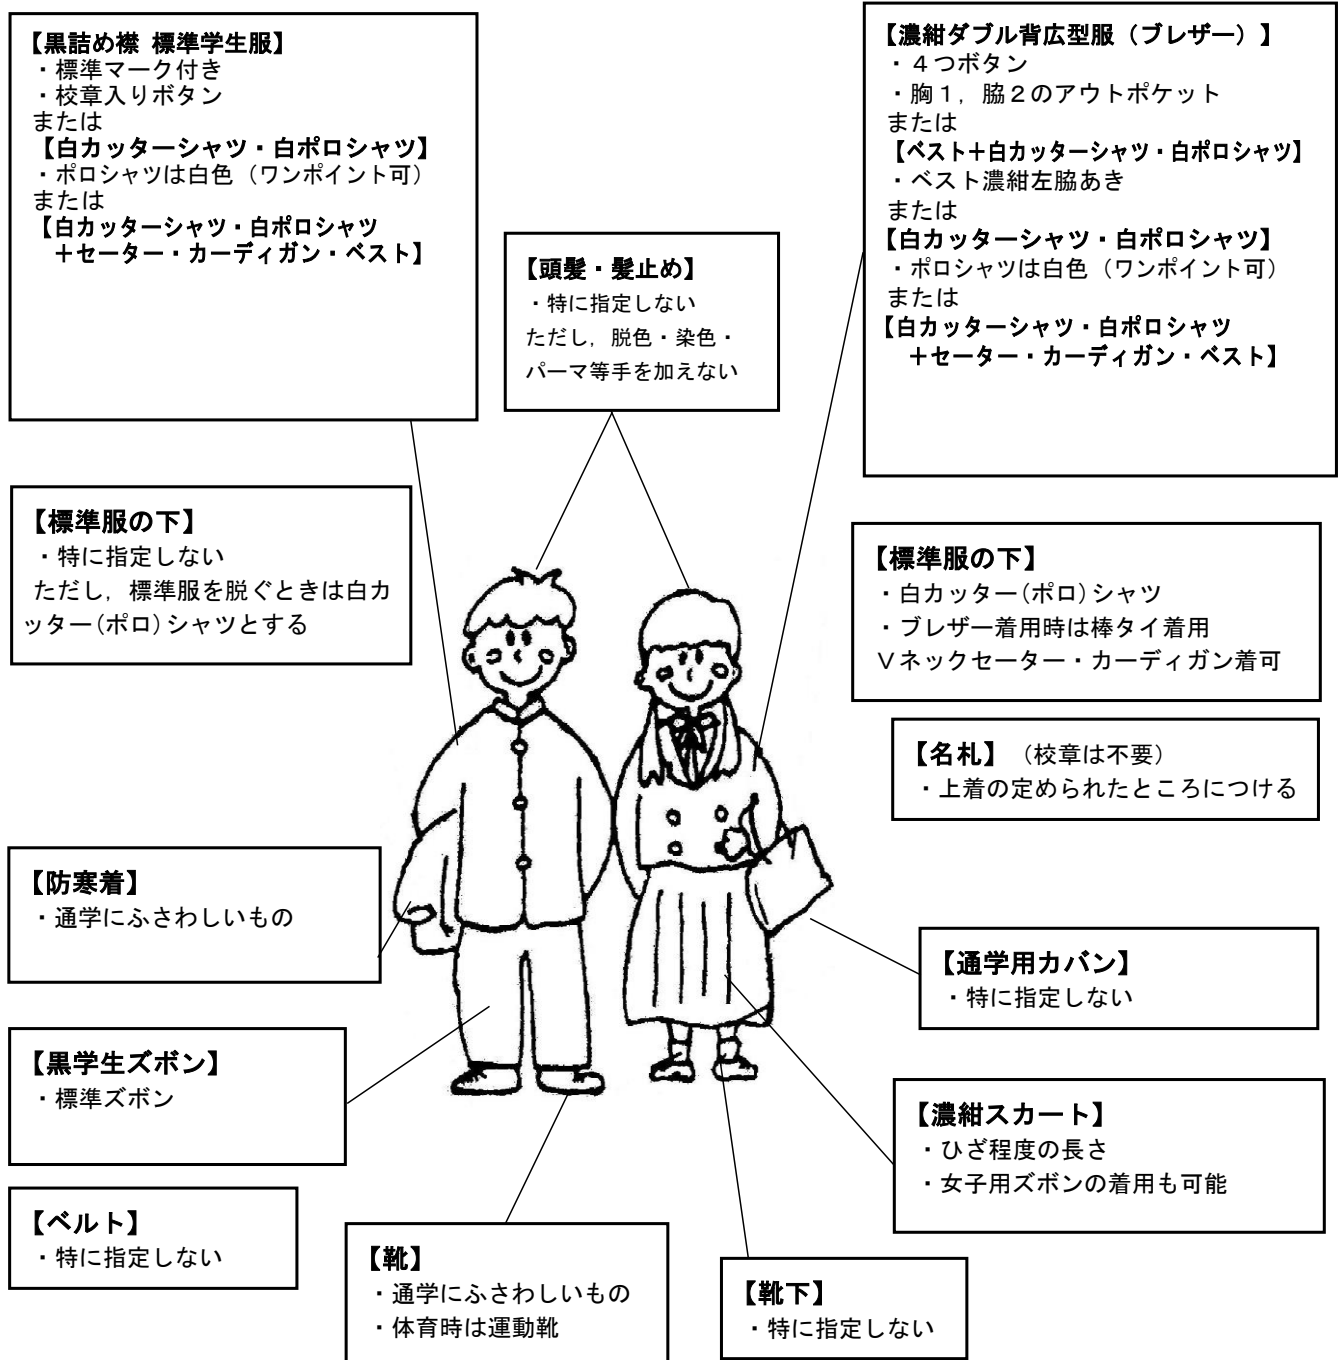 【黒詰め襟 標準学生服】
・標準マーク付き
・校章入りボタン
または
【白カッターシャツ・白ポロシャツ】
・ポロシャツは白色（ワンポイント可）
または
【白カッターシャツ・白ポロシャツ
＋セーター・カーディガン・ベスト】
【頭髪・髪止め】
・特に指定しない
ただし，脱色・染色・
パーマ等手を加えない
【濃紺ダブル背広型服（ブレザー）】
・４つボタン
・胸１，脇２のアウトポケット
または
【ベスト＋白カッターシャツ・白ポロシャツ】
・ベスト濃紺左脇あき
または
【白カッターシャツ・白ポロシャツ】
・ポロシャツは白色（ワンポイント可）
または
【白カッターシャツ・白ポロシャツ
＋セーター・カーディガン・ベスト】
【標準服の下】
・特に指定しない
ただし，標準服を脱ぐときは白カ
ッター(ポロ)シャツとする
【標準服の下】
・白カッター(ポロ)シャツ
・ブレザー着用時は棒タイ着用
Ｖネックセーター・カーディガン着可
【名札】（校章は不要）
・上着の定められたところにつける
【防寒着】
・通学にふさわしいもの
【通学用カバン】
・特に指定しない
【黒学生ズボン】
・標準ズボン
【濃紺スカート】
・ひざ程度の長さ
・女子用ズボンの着用も可能
【ベルト】
・特に指定しない
【靴】
・通学にふさわしいもの
・体育時は運動靴
【靴下】
・特に指定しない